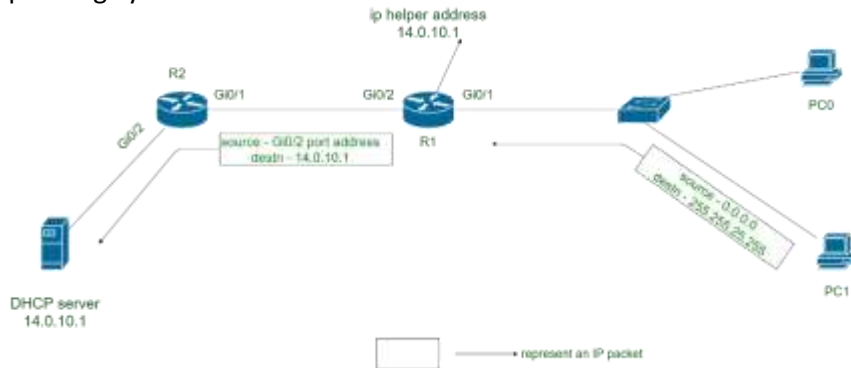 ip helper address
14.0.10.1
R2
Gi0/1
Gi0/2
Gi0/1
R1
PC0
Gi0/2
source - Gi0/2 port address
destn - 14.0.10.1
source - 0.0.0.0
destn - 255.255.25.255
PC1
DHCP server
14.0.10.1
represent an IP packet